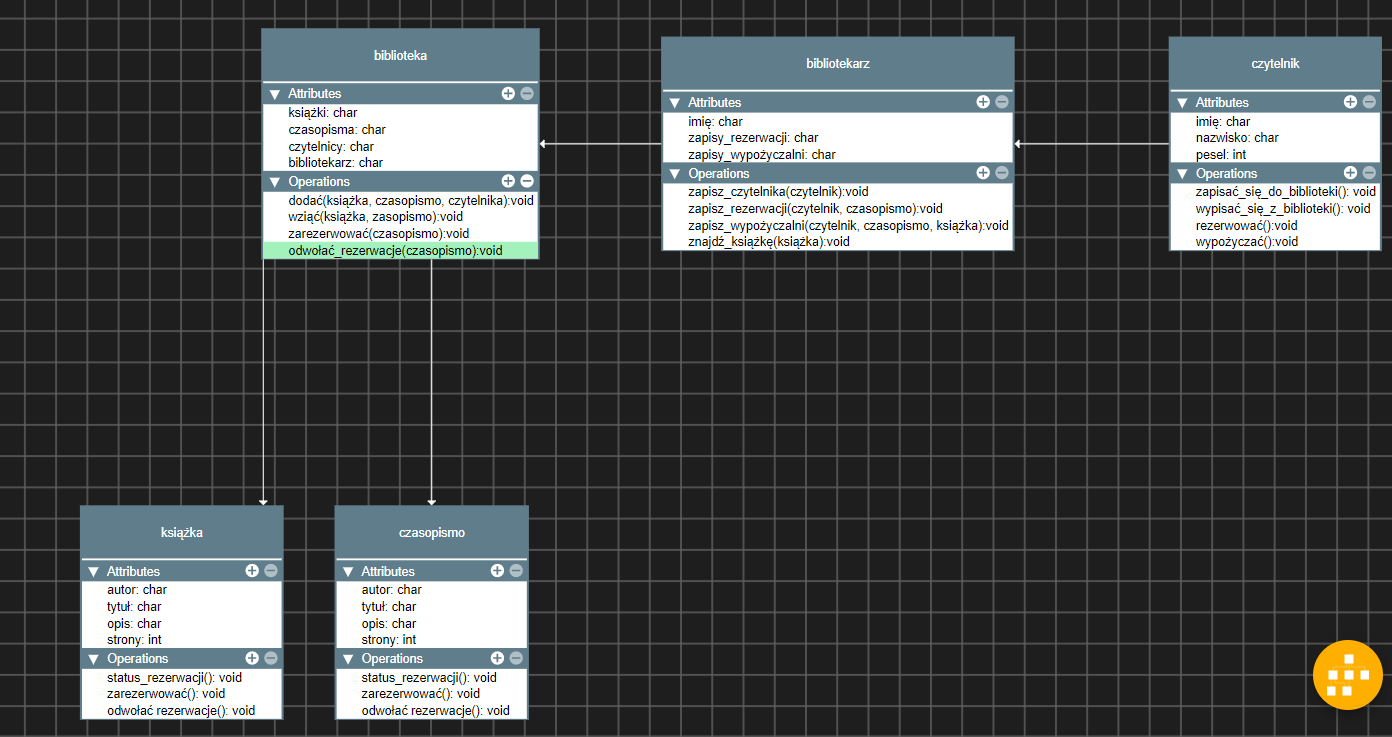 biblioteka
Attributes
książki: char
czasopisma: char
czytelnicy: char
bibliotekarz: char
Operations
dodać(książka, czasopismo, czytelnika):void
wziąć(książka, zasopismo):void
zarezerwować(czasopismo):void
odwołać_rezerwacje(czasopismo):void
bibliotekarz
Attributes
imię: char
zapisy_rezerwacji: char
zapisy_wypożyczalni: char
Operations
zapisz_czytelnika(czytelnik):void
zapisz_rezerwacji(czytelnik, czasopismo):void
zapisz_wypożyczalni(czytelnik, czasopismo, książka):void
znajdź_książkę(książka):void
czytelnik
Attributes
imię: char
nazwisko: char
pesel: int
Operations
zapisać_się_do_biblioteki(): void
wypisać_się_z_biblioteki(): void
rezerwować():void
wypożyczać():void
książka
Attributes
autor: char
tytuł: char
opis: char
strony: int
Operations
status_rezerwacji(): void
zarezerwować(): void
odwołać rezerwacje(): void
czasopismo
Attributes
autor: char
tytuł: char
opis: char
strony: int
Operations
status_rezerwacji(): void
zarezerwować(): void
odwołać rezerwacje(): void